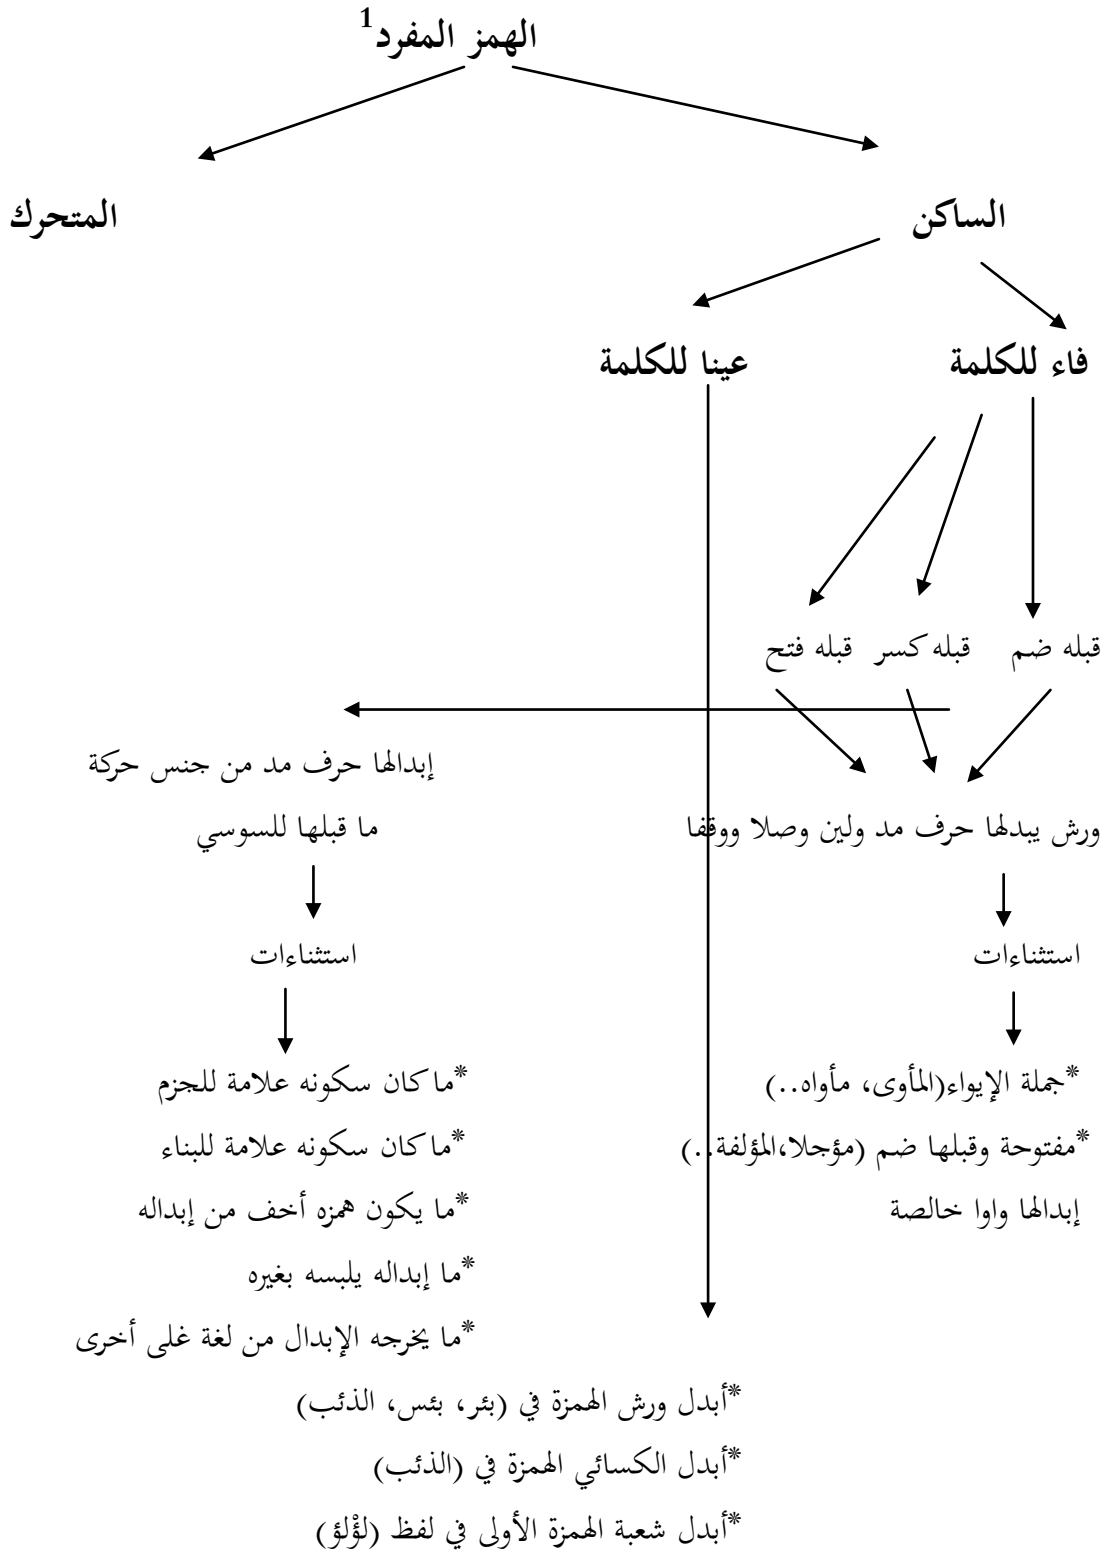 الهمز المفرد1
الساكن
المتحرك
فاء للكلمة
عينا للكلمة
قبله ضم
قبله كسر
قبله فتح
إبدالها حرف مد من جنس حركة
ما قبلها للسوسي
ورش يبدلها حرف مد ولين وصلا ووقفا
استثناءات
استثناءات
*جملة الإيواء(المأوى، مأواه..)
*مفتوحة وقبلها ضم (مؤجلا،المؤلفة..)
إبدالها واوا خالصة
*ما كان سكونه علامة للجزم
*ما كان سكونه علامة للبناء
*ما يكون همزه أخف من إبداله
*ما إبداله يلبسه بغيره
*ما يخرجه الإبدال من لغة غلى أخرى
*أبدل ورش الهمزة في (بئر، بئس، الذئب)
*أبدل الكسائي الهمزة في (الذئب)
*أبدل شعبة الهمزة الأولى في لفظ (لؤْلؤ)